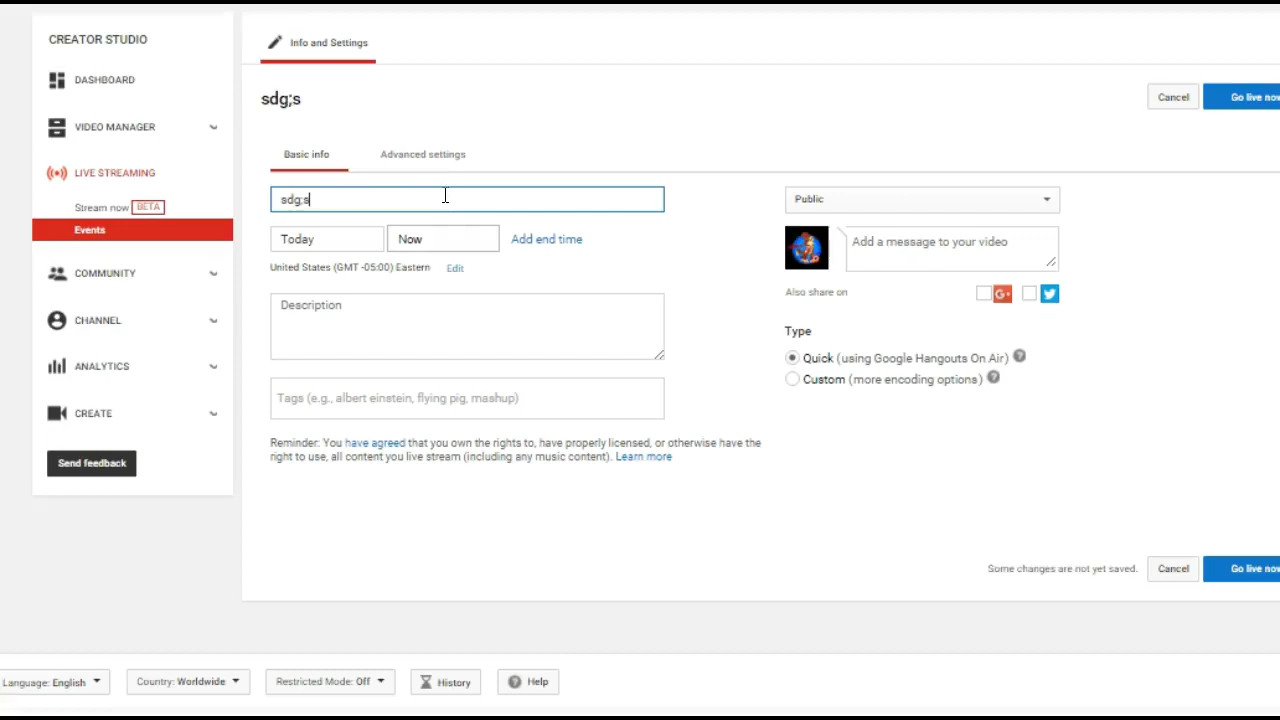 CREATOR STUDIO
DASHBOARD
VIDEO MANAGER
LIVE STREAMING
Stream now BETA
Events
COMMUNITY
CHANNEL
ANALYTICS
CREATE
Send feedback
Info and Settings
sdg;s
Cancel
Go live now
Basic info
Advanced settings
sdg;s
Today
Now
Add end time
United States (GMT -05:00) Eastern
Edit
Description
Tags (e.g., albert einstein, flying pig, mashup)
Reminder: You have agreed that you own the rights to, have properly licensed, or otherwise have the
right to use, all content you live stream (including any music content). Learn more
Public
Add a message to your video
Also share on
G+
Type
Quick (using Google Hangouts On Air) ?
Custom (more encoding options) ?
Some changes are not yet saved.
Cancel
Go live now
Language: English
Country: Worldwide
Restricted Mode: Off
History
? Help